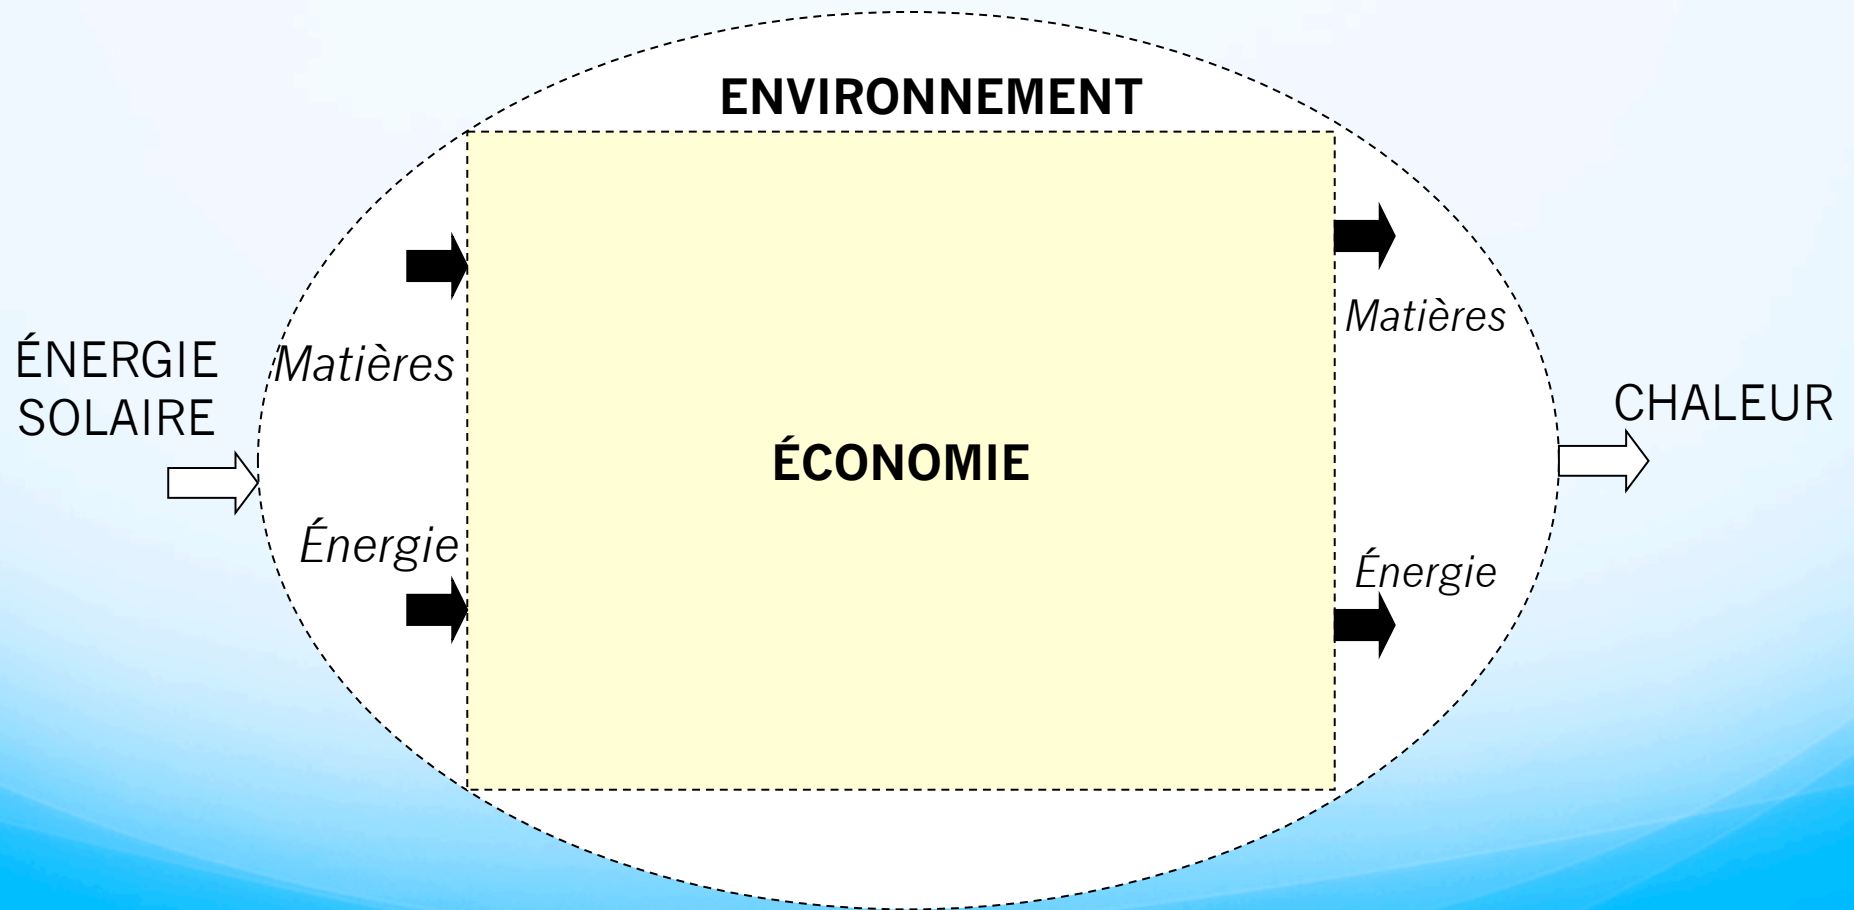 ENVIRONNEMENT
Matières
Matières
ÉNERGIE
SOLAIRE
CHALEUR
ÉCONOMIE
Énergie
Énergie